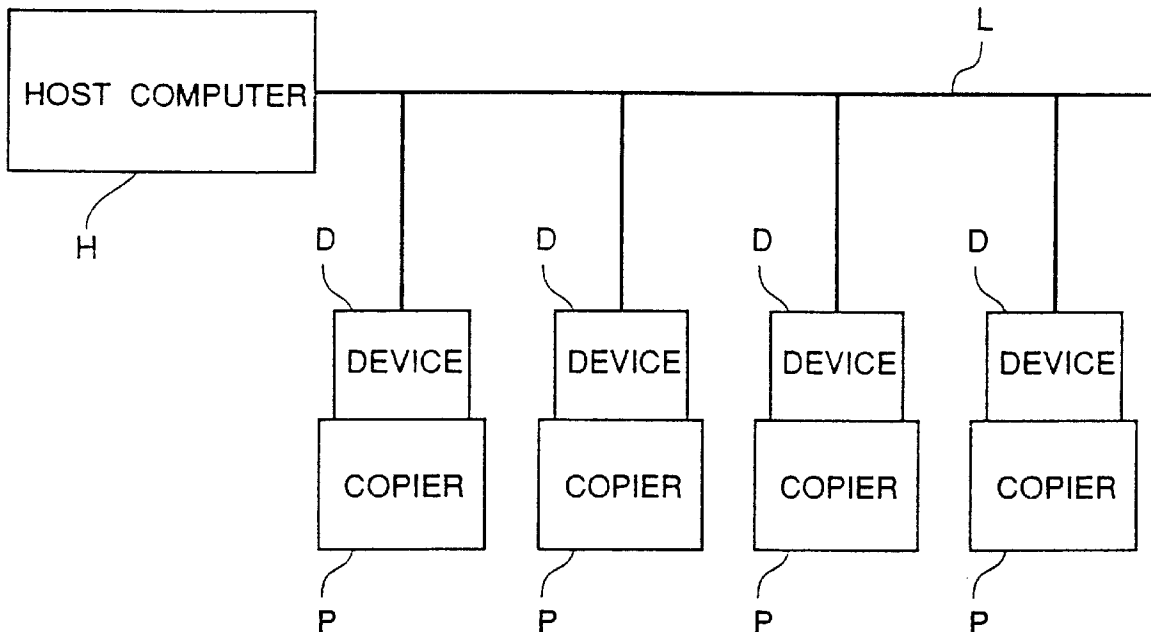 L
HOST COMPUTER
H
D D D D
DEVICE DEVICE DEVICE DEVICE
COPIER COPIER COPIER COPIER
P P P P